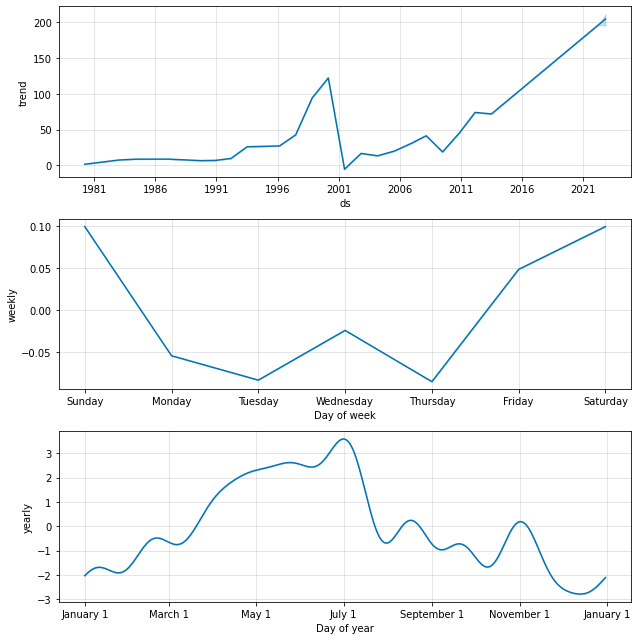 200
150
100
50
0
trend
1981 1986 1991 1996 2001 2006 2011 2016 2021
ds
0.10
0.05
0.00
−0.05
weekly
Sunday Monday Tuesday Wednesday Thursday Friday Saturday
Day of week
3
2
1
0
−1
−2
−3
yearly
January 1 March 1 May 1 July 1 September 1 November 1 January 1
Day of year